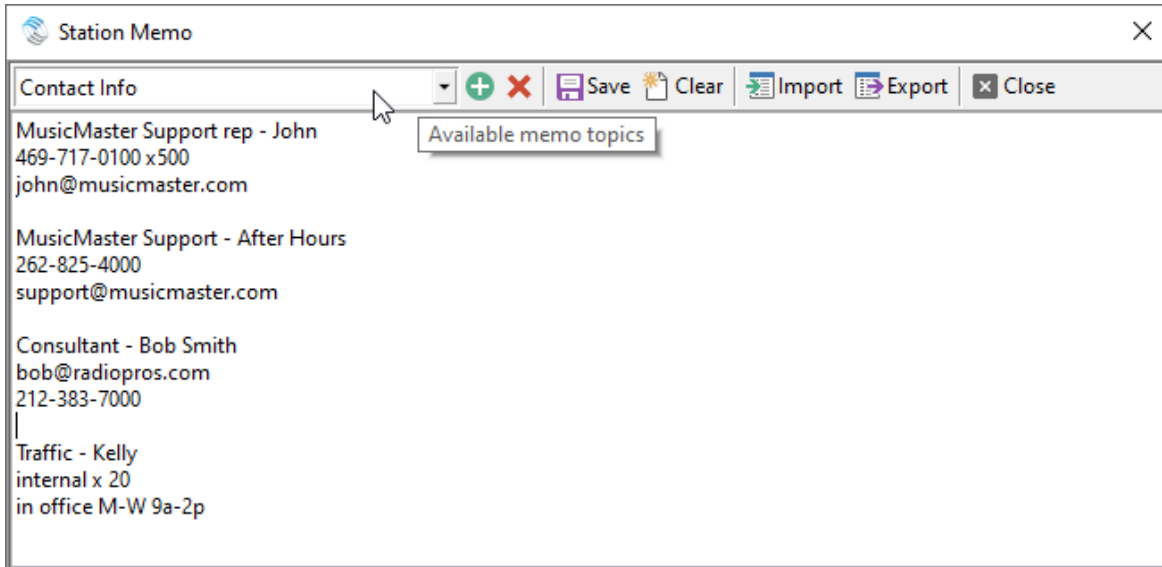 Station Memo
Contact Info Save Clear Import Export Close
Available memo topics
MusicMaster Support rep - John
469-717-0100 x500
john@musicmaster.com
MusicMaster Support - After Hours
262-825-4000
support@musicmaster.com
Consultant - Bob Smith
bob@radiopros.com
212-383-7000
Traffic - Kelly
internal x 20
in office M-W 9a-2p